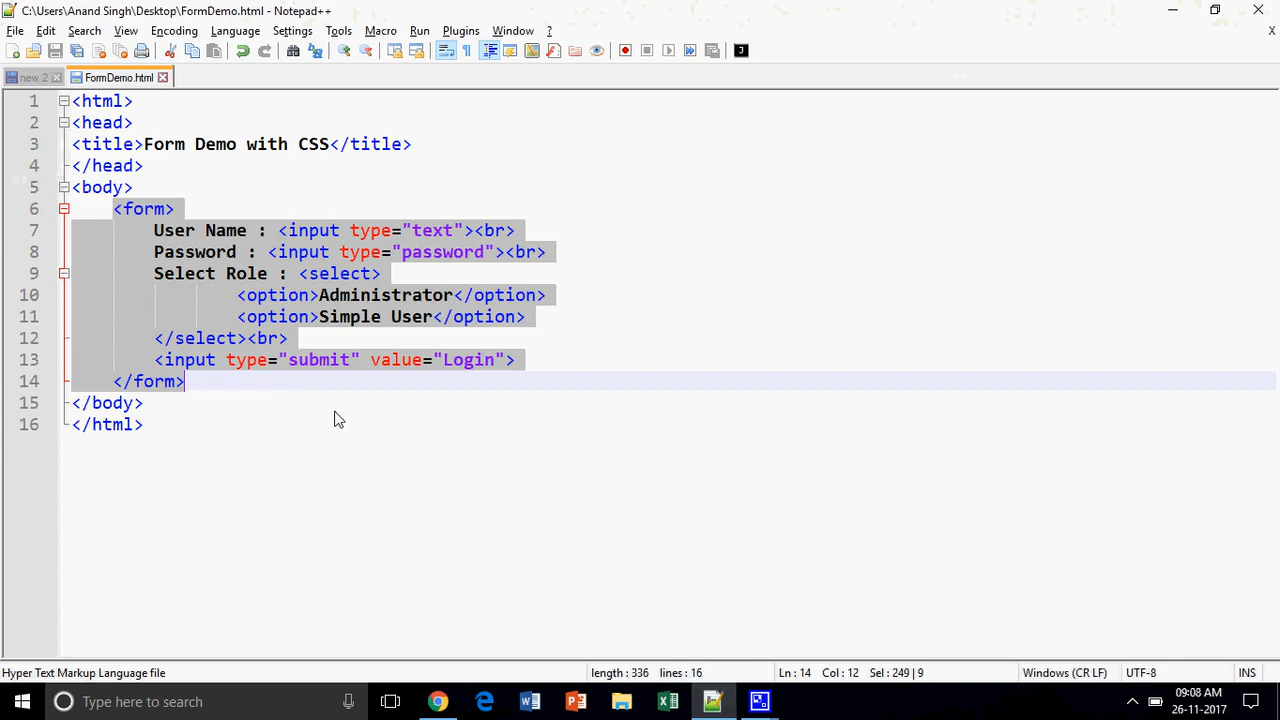 C:\Users\Anand Singh\Desktop\FormDemo.html - Notepad++
File Edit Search View Encoding Language Settings Tools Macro Run Plugins Window ? X
new 2 FormDemo.html
1 <html>
2 <head>
3 <title>Form Demo with CSS</title>
4 </head>
5 <body>
6 <form>
7 User Name : <input type="text"><br>
8 Password : <input type="password"><br>
9 Select Role : <select>
10 <option>Administrator</option>
11 <option>Simple User</option>
12 </select><br>
13 <input type="submit" value="Login">
14 </form>
15 </body>
16 </html>
Hyper Text Markup Language file length : 336 lines : 16 Ln : 14 Col : 12 Sel : 249 | 9 Windows (CR LF) UTF-8 INS
Type here to search
09:08 AM
26-11-2017